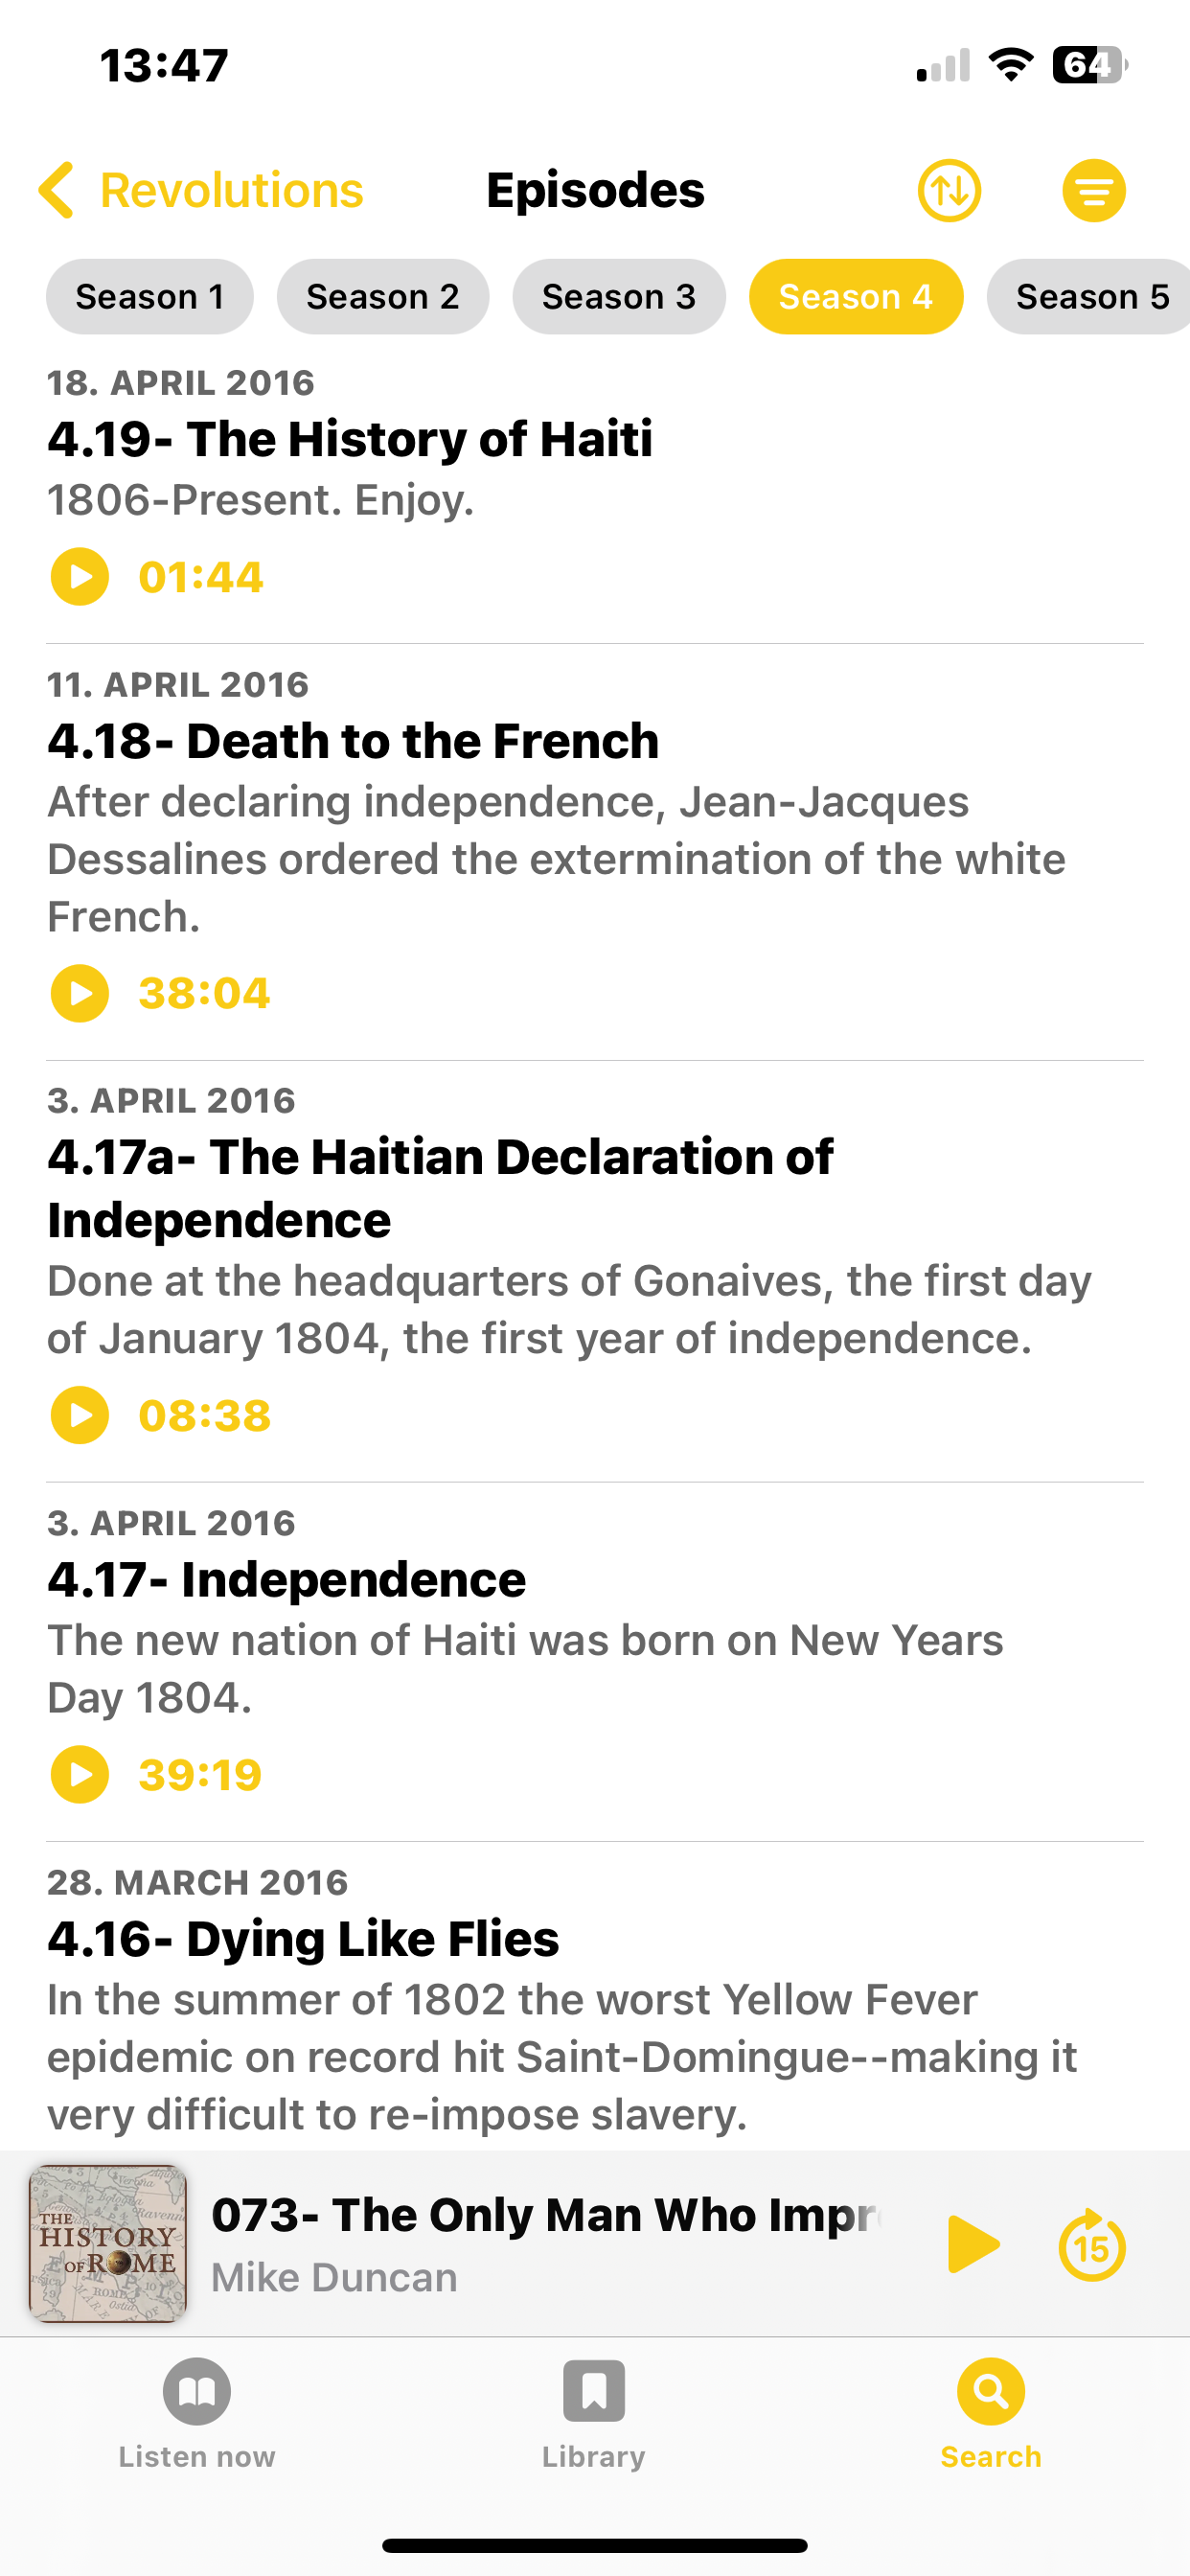 13:47
64
Revolutions
Episodes
Season 1
Season 2
Season 3
Season 4
Season 5
18. APRIL 2016
4.19- The History of Haiti
1806-Present. Enjoy.
01:44
11. APRIL 2016
4.18- Death to the French
After declaring independence, Jean-Jacques
Dessalines ordered the extermination of the white
French.
38:04
3. APRIL 2016
4.17a- The Haitian Declaration of
Independence
Done at the headquarters of Gonaives, the first day
of January 1804, the first year of independence.
08:38
3. APRIL 2016
4.17- Independence
The new nation of Haiti was born on New Years
Day 1804.
39:19
28. MARCH 2016
4.16- Dying Like Flies
In the summer of 1802 the worst Yellow Fever
epidemic on record hit Saint-Domingue--making it
very difficult to re-impose slavery.
THE
HISTORY
OF ROME
073- The Only Man Who Impr
Mike Duncan
15
Listen now
Library
Search